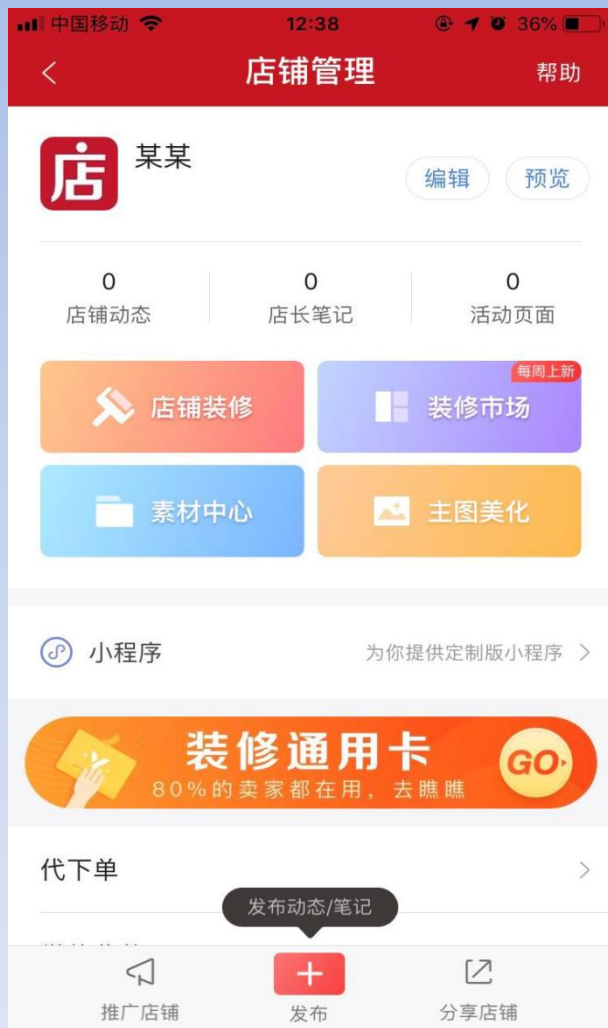 中国移动 12:38 36%
店铺管理 帮助
店 某某
编辑 预览
0 0 0
店铺动态 店长笔记 活动页面
每周上新
店铺装修 装修市场
素材中心 主图美化
小程序 为你提供定制版小程序
装修通用卡
GO
80%的卖家都在用，去瞧瞧
代下单
发布动态/笔记
推广店铺 发布 分享店铺